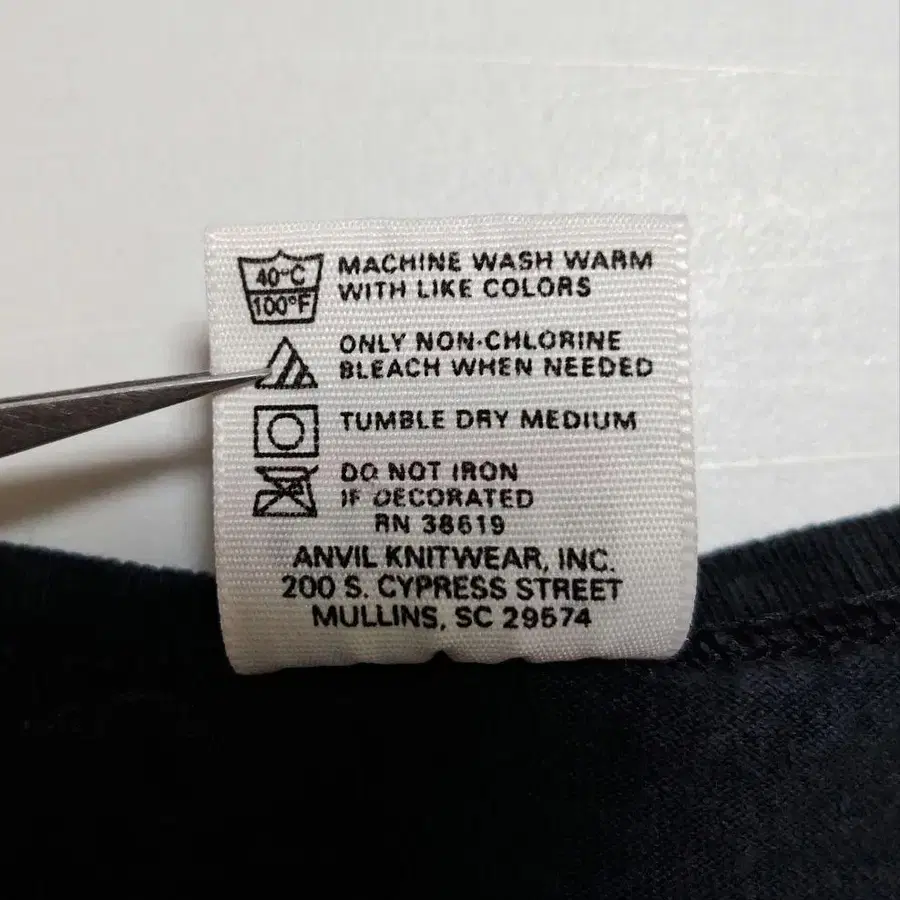 40°C
100°F
MACHINE WASH WARM
WITH LIKE COLORS
ONLY NON-CHLORINE
BLEACH WHEN NEEDED
TUMBLE DRY MEDIUM
DO NOT IRON
IF DECORATED
RN 38619
ANVIL KNITWEAR, INC.
200 S. CYPRESS STREET
MULLINS, SC 29574